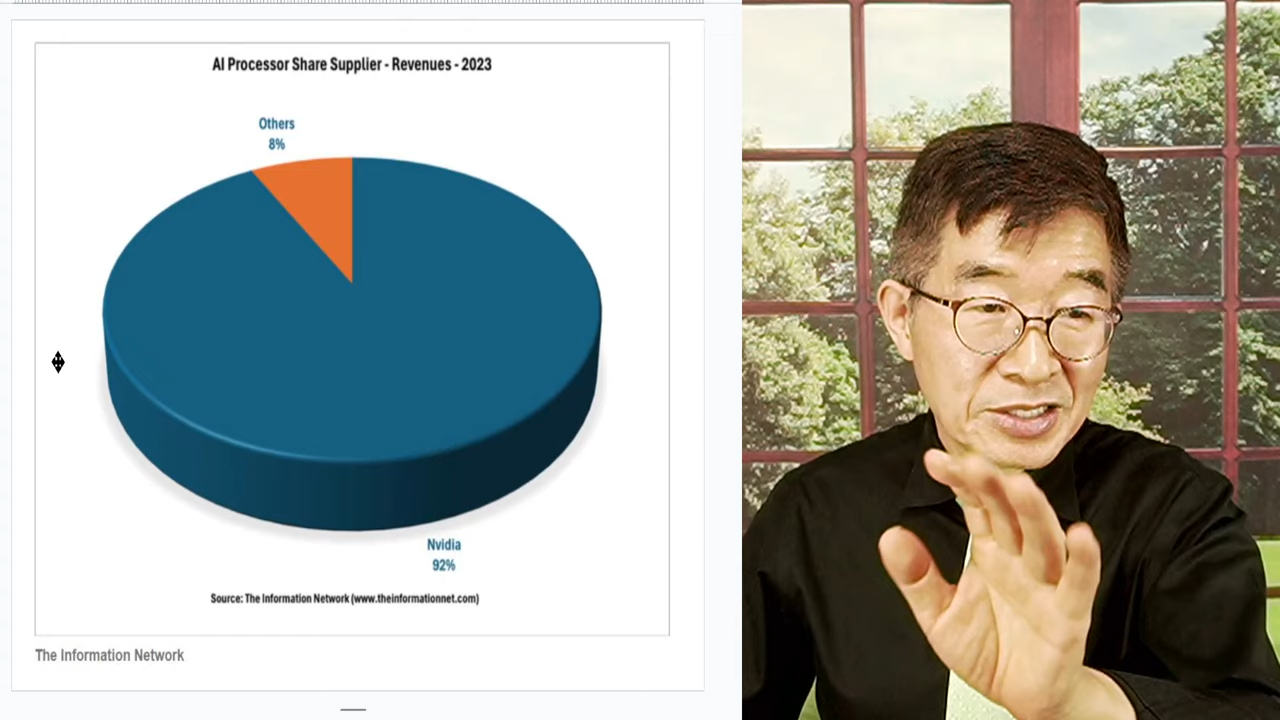 AI Processor Share Supplier - Revenues - 2023
Others
8%
Nvidia
92%
Source: The Information Network (www.theinformationnet.com)
The Information Network